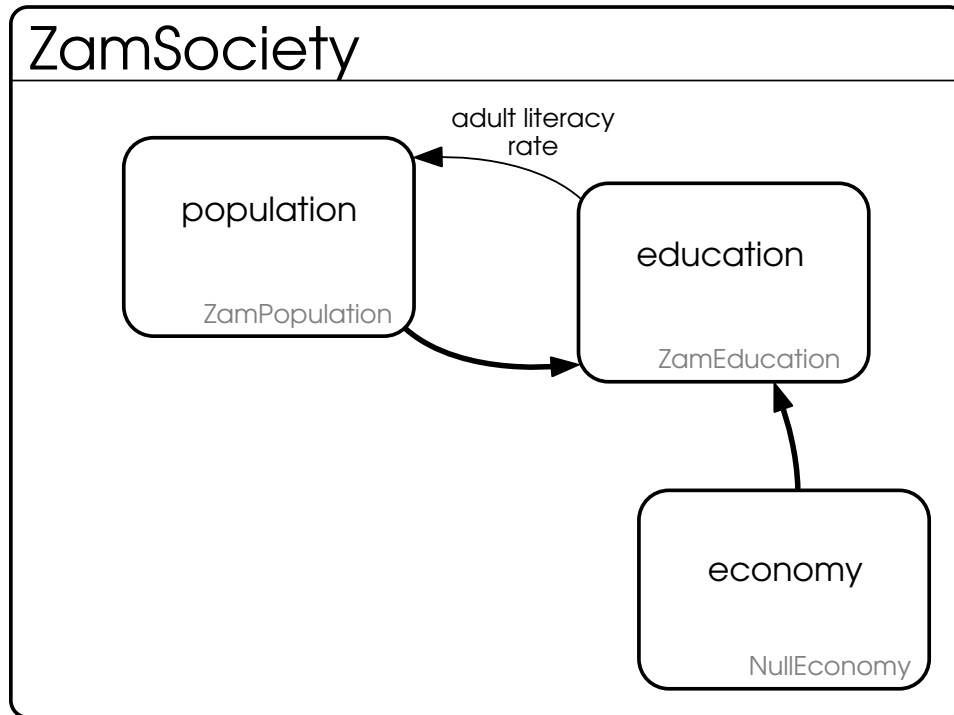 ZamSociety
adult literacy
rate
population
ZamPopulation
education
ZamEducation
economy
NullEconomy